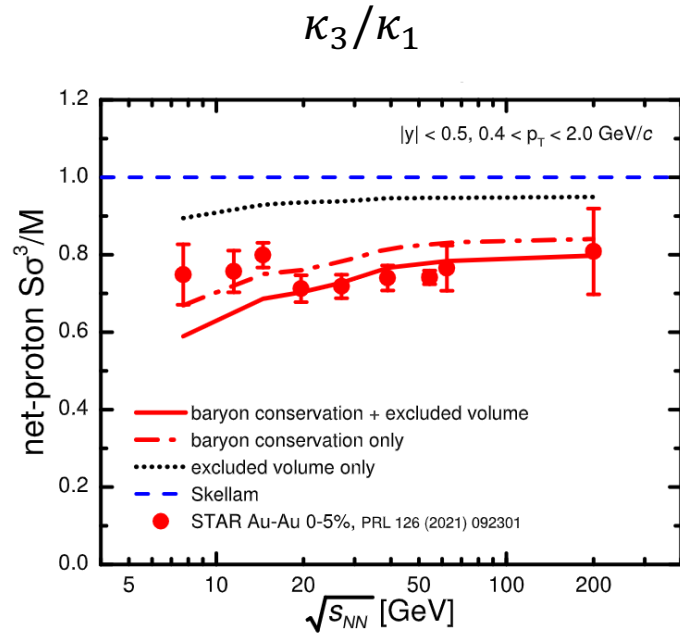 κ₃/κ₁
|y| < 0.5, 0.4 < p_T < 2.0 GeV/c
net-proton Sσ³/M
1.2
1.0
0.8
0.6
0.4
0.2
0.0
baryon conservation + excluded volume
baryon conservation only
excluded volume only
Skellam
STAR Au-Au 0-5%, PRL 126 (2021) 092301
5 10 20 50 100 200
√s_NN [GeV]